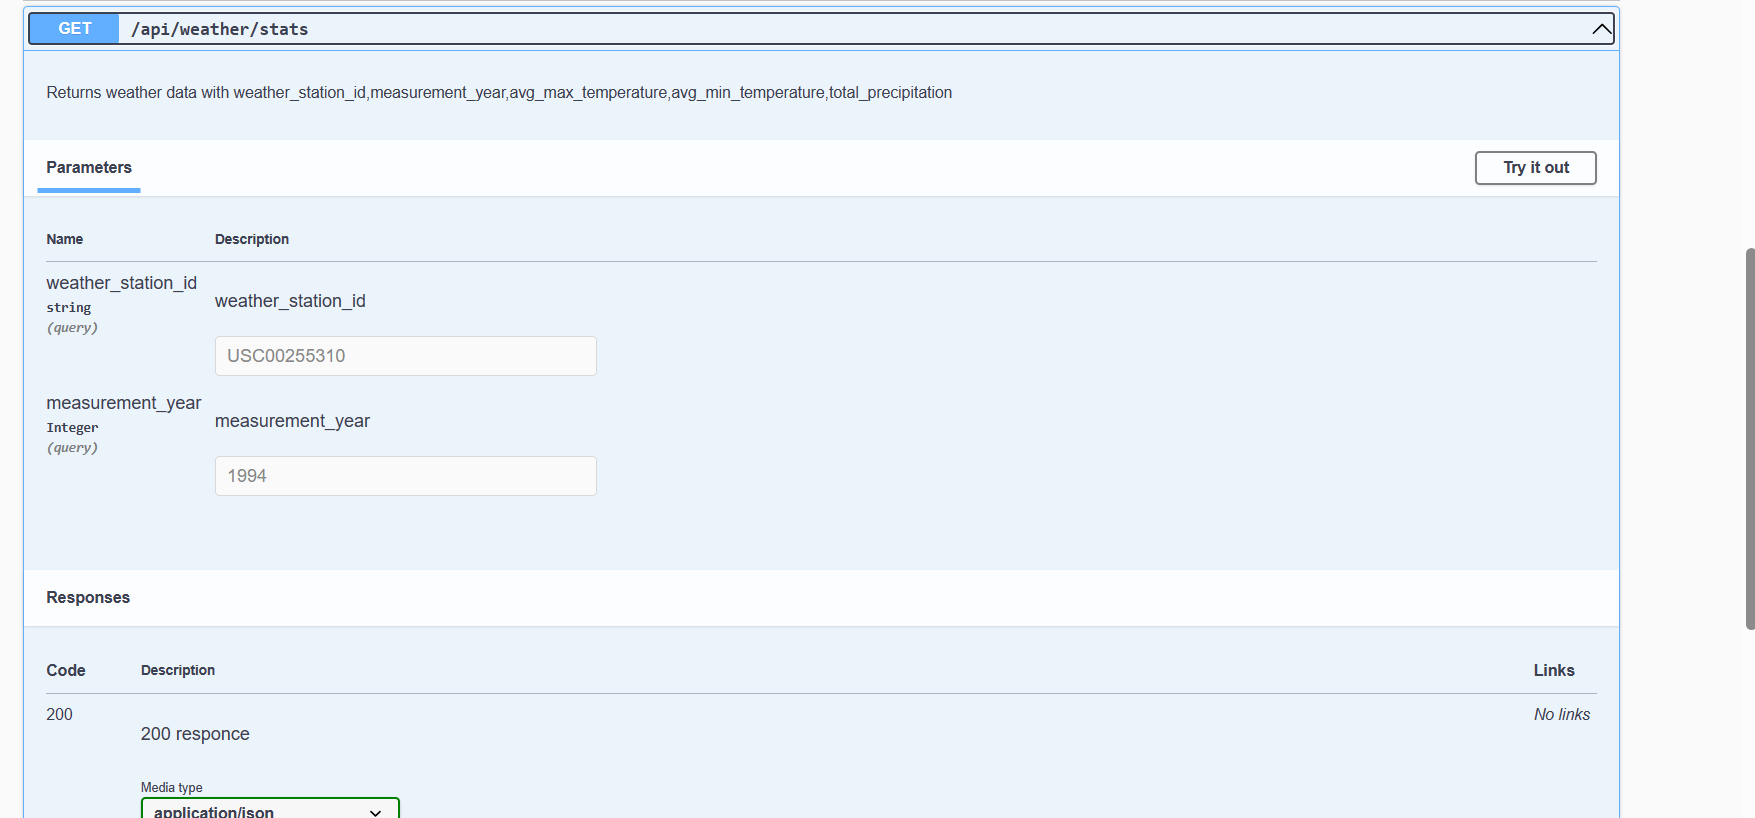 GET /api/weather/stats
Returns weather data with weather_station_id,measurement_year,avg_max_temperature,avg_min_temperature,total_precipitation
Parameters
Try it out
Name Description
weather_station_id
string
(query)
weather_station_id
USC00255310
measurement_year
Integer
(query)
measurement_year
1994
Responses
Code Description Links
200
200 responce
No links
Media type
application/json